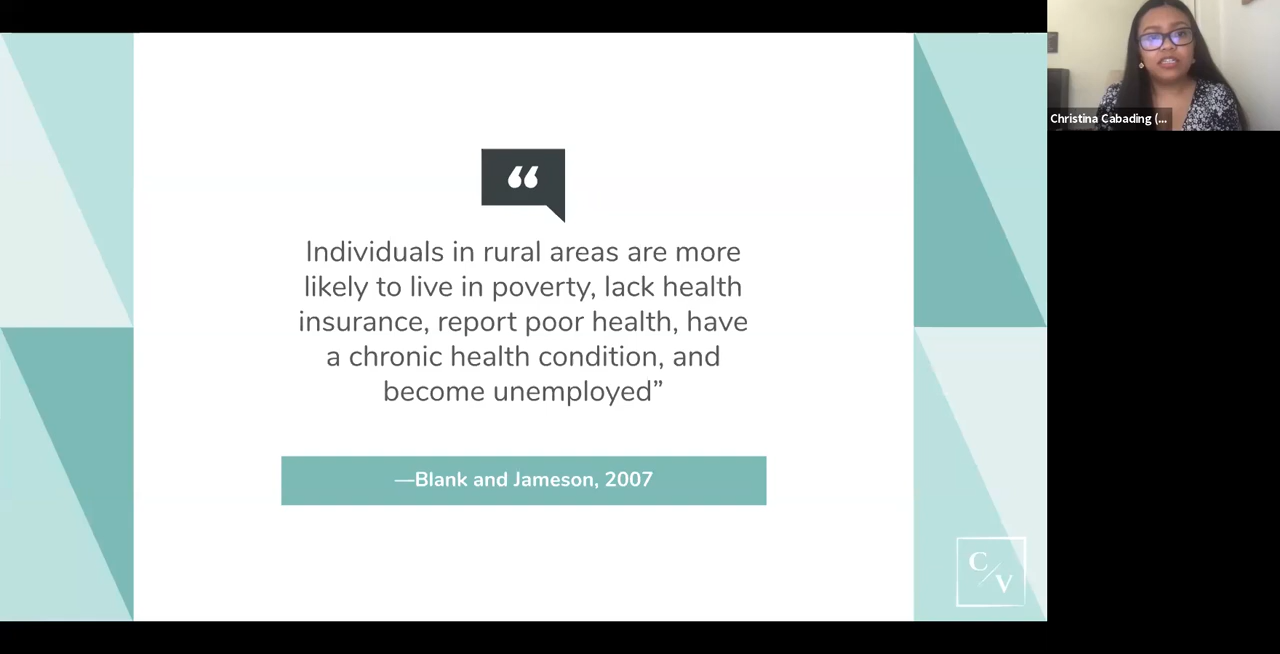 “
Individuals in rural areas are more
likely to live in poverty, lack health
insurance, report poor health, have
a chronic health condition, and
become unemployed”
—Blank and Jameson, 2007
C/V
Christina Cabading (...